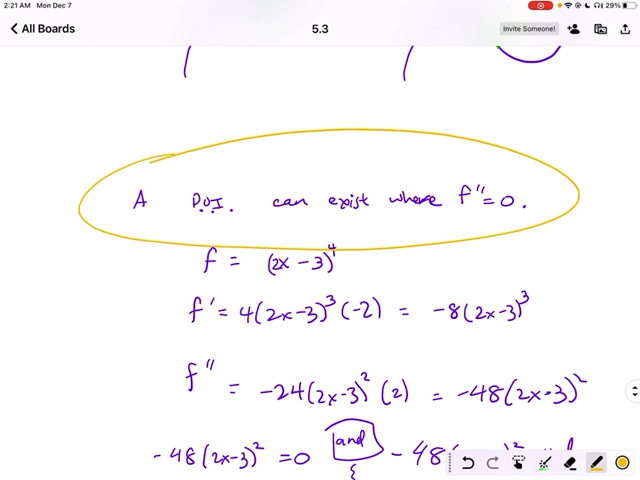 2:21 AM Mon Dec 7
29%
All Boards
5.3
Invite Someone!
A P.O.I. can exist where f'' = 0.
f = (2x - 3)^4
f' = 4(2x-3)^3 (-2) = -8(2x-3)^3
f'' = -24(2x-3)^2 (2) = -48(2x-3)^2
-48(2x-3)^2 = 0 and -48(